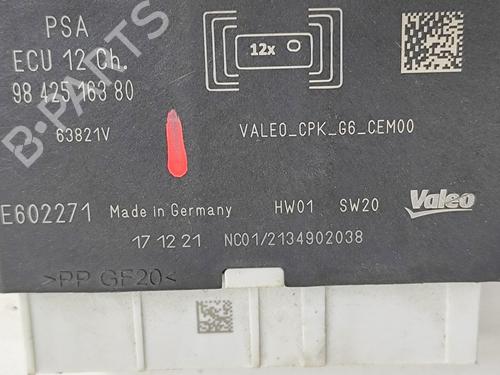 PSA
ECU 12 Ch.
98 425 163 80
12x
63821V
VALEO_CPK_G6_CEM00
E602271 Made in Germany HW01 SW20 Valeo
17 12 21 NC01/2134902038
>PP GF20<
B-PARTS